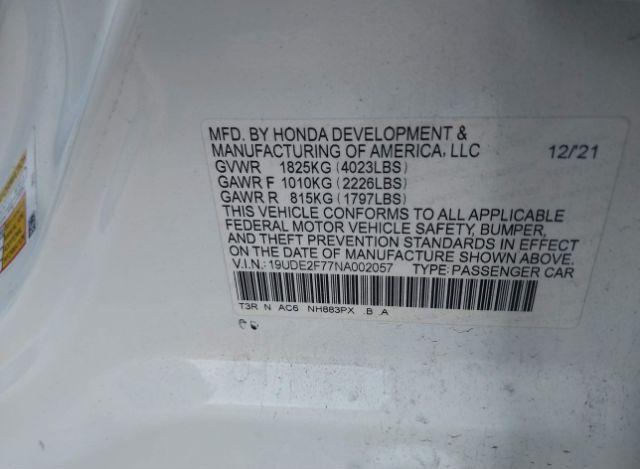 MFD. BY HONDA DEVELOPMENT &
MANUFACTURING OF AMERICA, LLC 12/'21
GVWR 1825KG (4023LBS)
GAWR F 1010KG (2226LBS)
GAWR R 815KG (1797LBS)
THIS VEHICLE CONFORMS TO ALL APPLICABLE
FEDERAL MOTOR VEHICLE SAFETY, BUMPER,
AND THEFT PREVENTION STANDARDS IN EFFECT
ON THE DATE OF MANUFACTURE SHOWN ABOVE.
V.I.N.: 19UDE2F77NA002057 TYPE: PASSENGER CAR
T3R N AC6 NH883PX .B .A